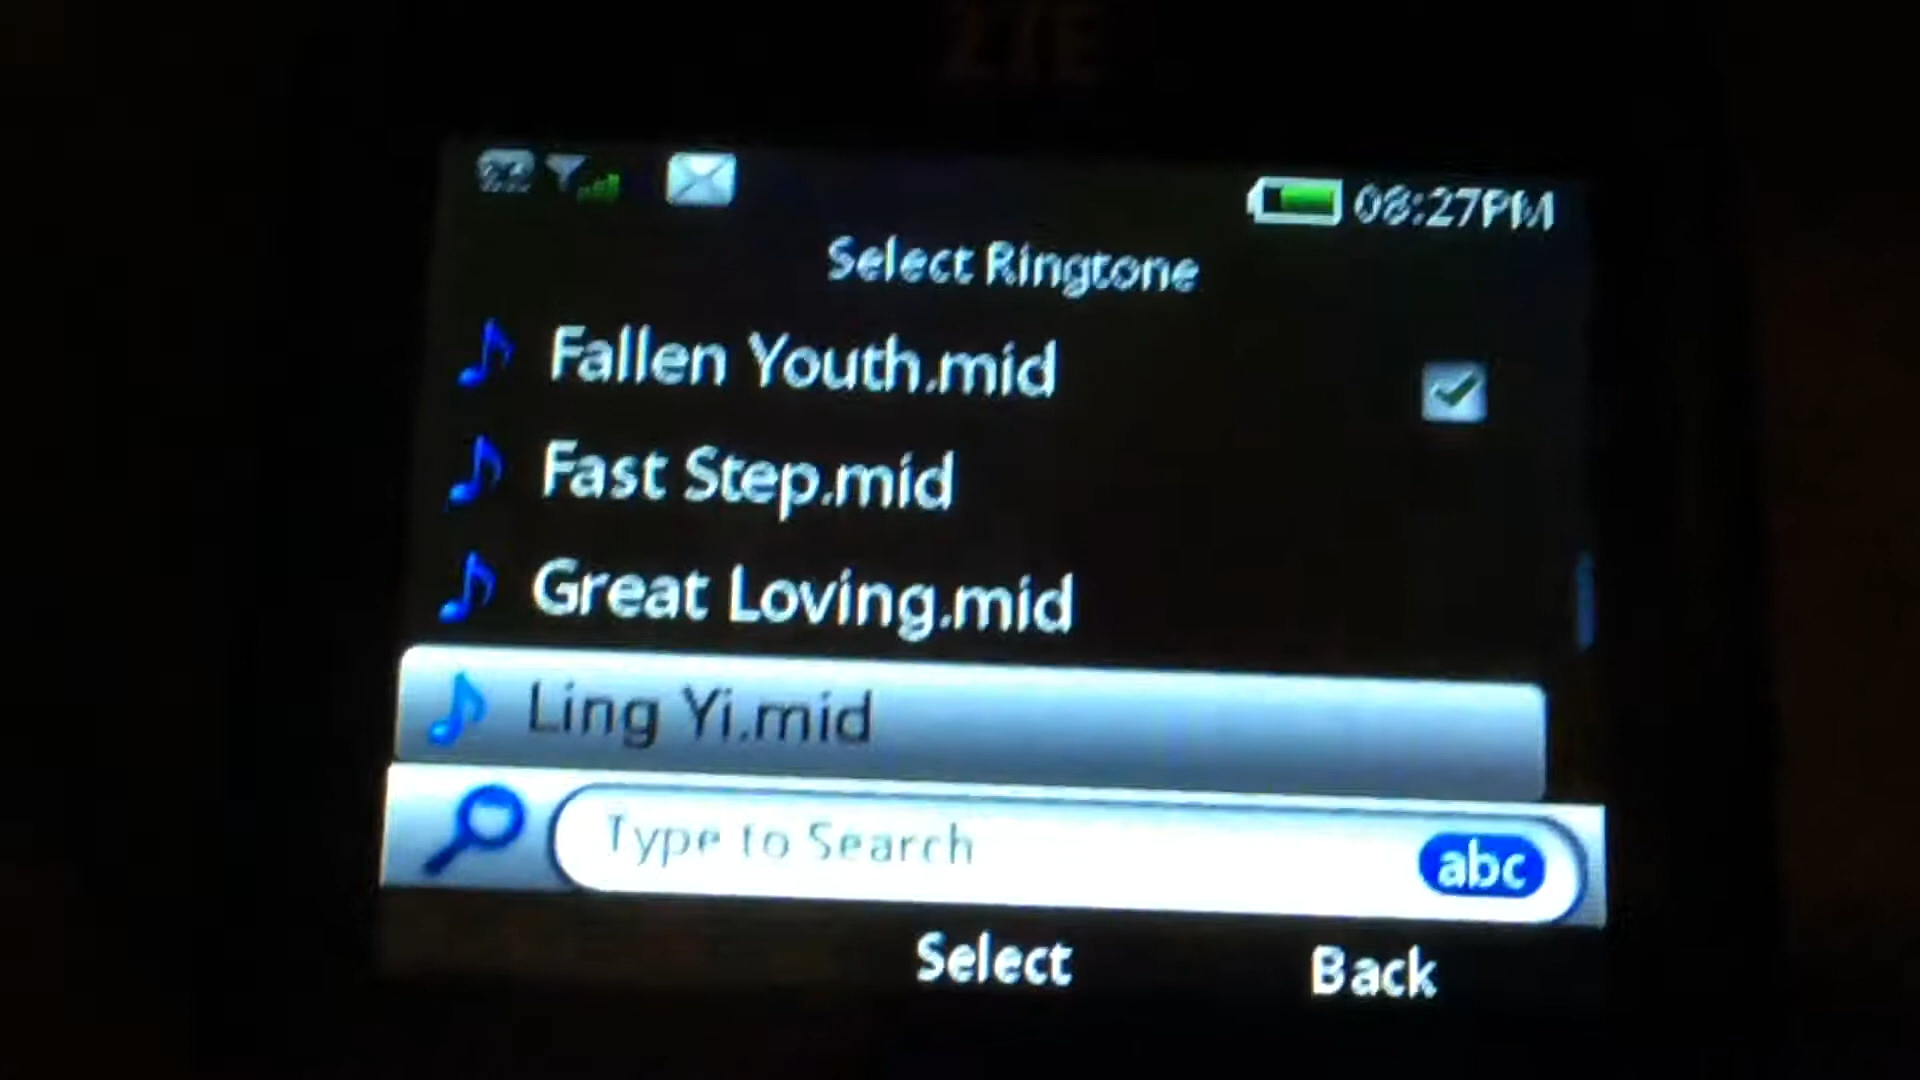 ZTE
08:27PM
Select Ringtone
Fallen Youth.mid
Fast Step.mid
Great Loving.mid
Ling Yi.mid
Type to Search
abc
Select
Back